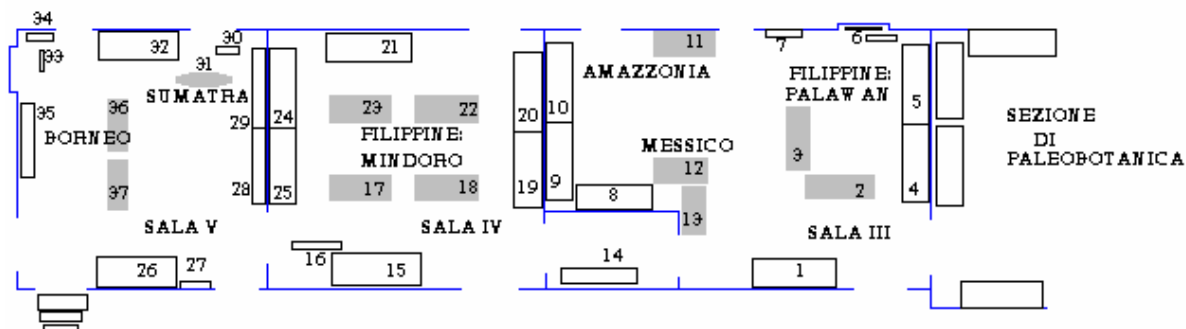 34
30
7
6
33
32
21
11
31
AMAZZONIA
FILIPPINE:
SUMATRA
PALAWAN
35
36
24
23
22
20
10
5
SEZIONE
BORNEO
29
FILIPPINE:
MINDORO
MESSICO
3
DI
PALEOBOTANICA
37
28
25
17
18
19
9
8
12
2
4
13
SALA V
SALA IV
SALA III
26
27
16
15
14
1